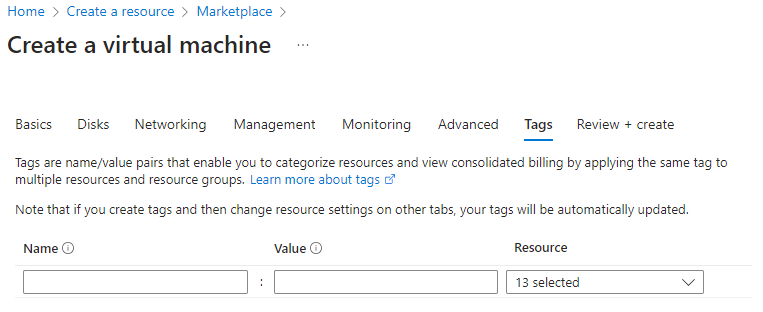 Home > Create a resource > Marketplace >
Create a virtual machine ...
Basics Disks Networking Management Monitoring Advanced Tags Review + create
Tags are name/value pairs that enable you to categorize resources and view consolidated billing by applying the same tag to
multiple resources and resource groups. Learn more about tags
Note that if you create tags and then change resource settings on other tabs, your tags will be automatically updated.
Name Value Resource
: 13 selected